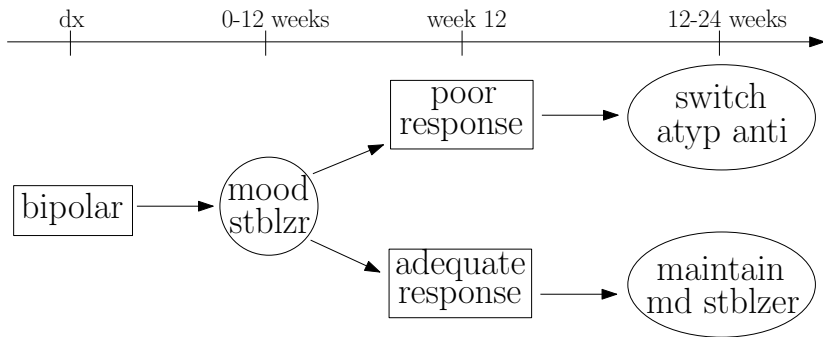 dx
0-12 weeks
week 12
12-24 weeks
poor
response
switch
atyp anti
bipolar
mood
stblzr
adequate
response
maintain
md stblzer